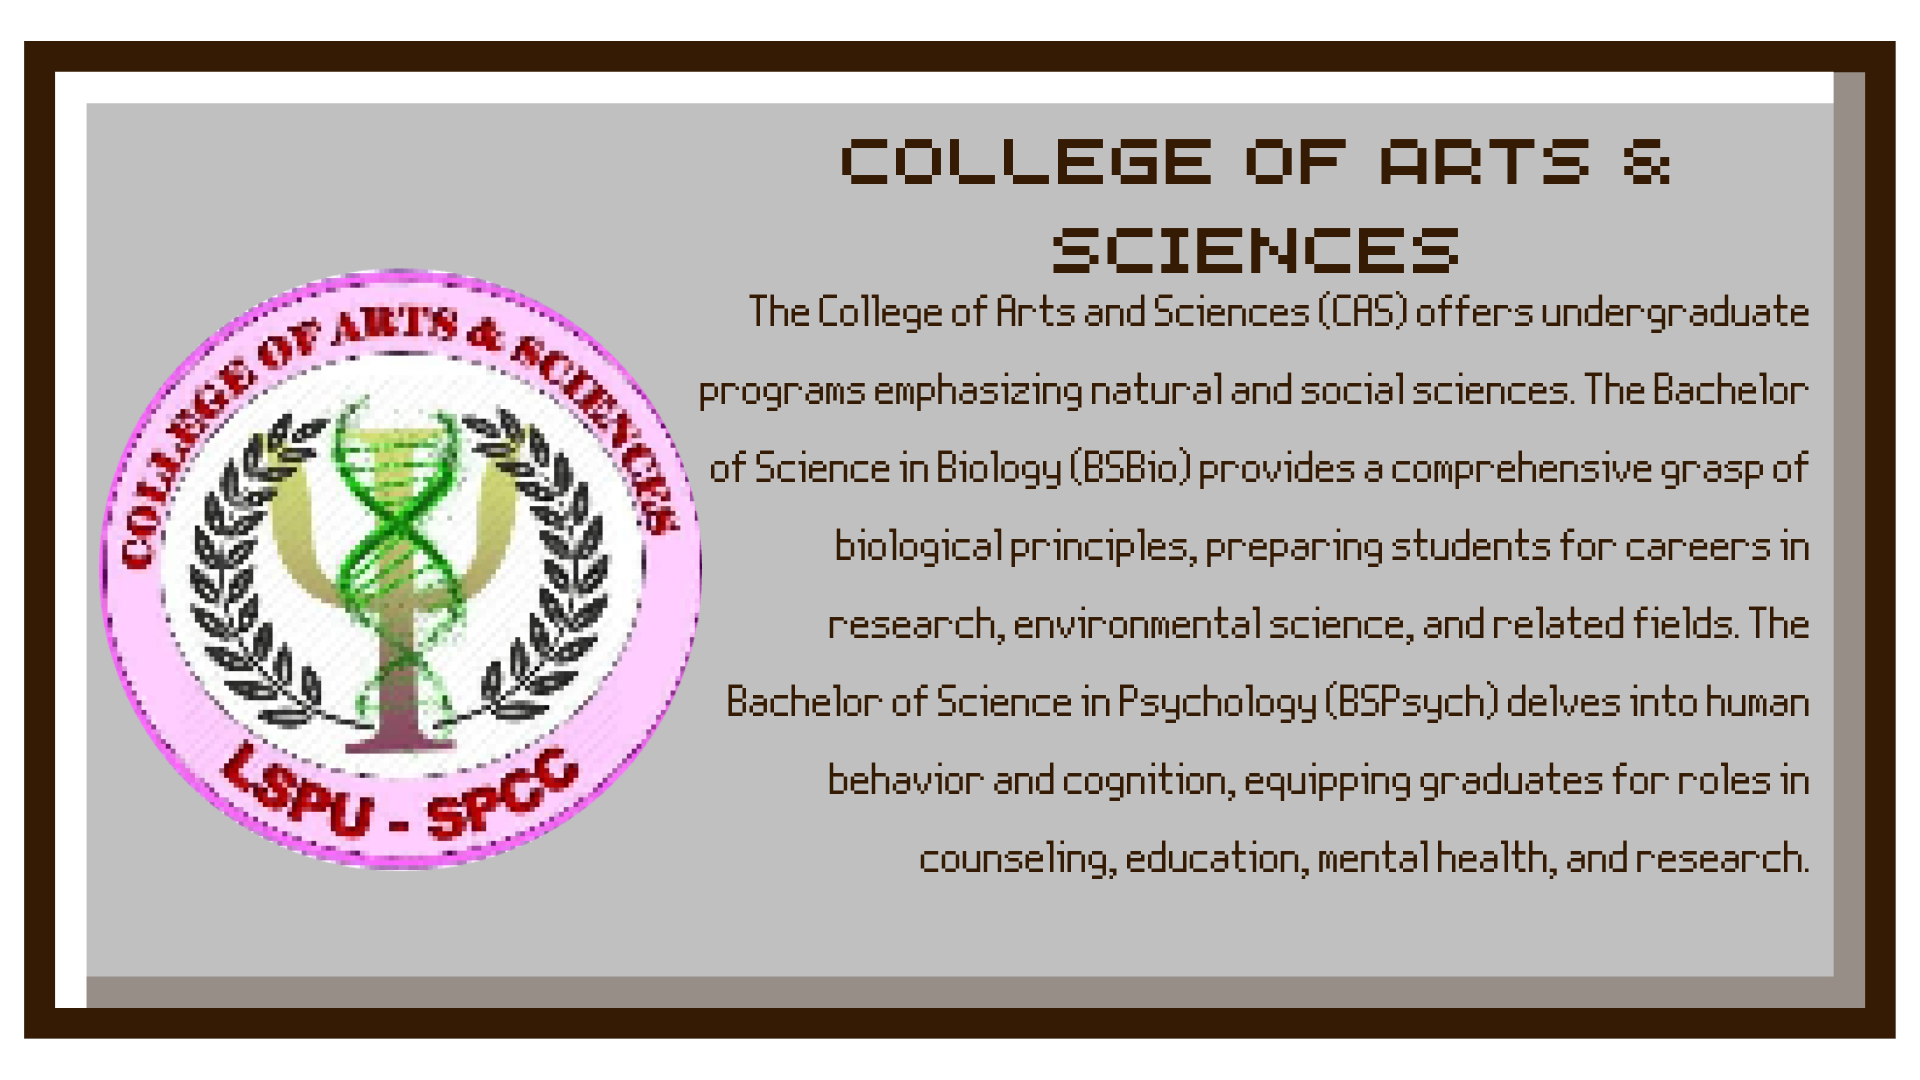 COLLEGE OF ARTS &
SCIENCES
The College of Arts and Sciences (CAS) offers undergraduate
programs emphasizing natural and social sciences. The Bachelor
of Science in Biology (BSBio) provides a comprehensive grasp of
biological principles, preparing students for careers in
research, environmental science, and related fields. The
Bachelor of Science in Psychology (BSPsych) delves into human
behavior and cognition, equipping graduates for roles in
counseling, education, mental health, and research.
COLLEGE OF ARTS & SCIENCES
LSPU - SPCC